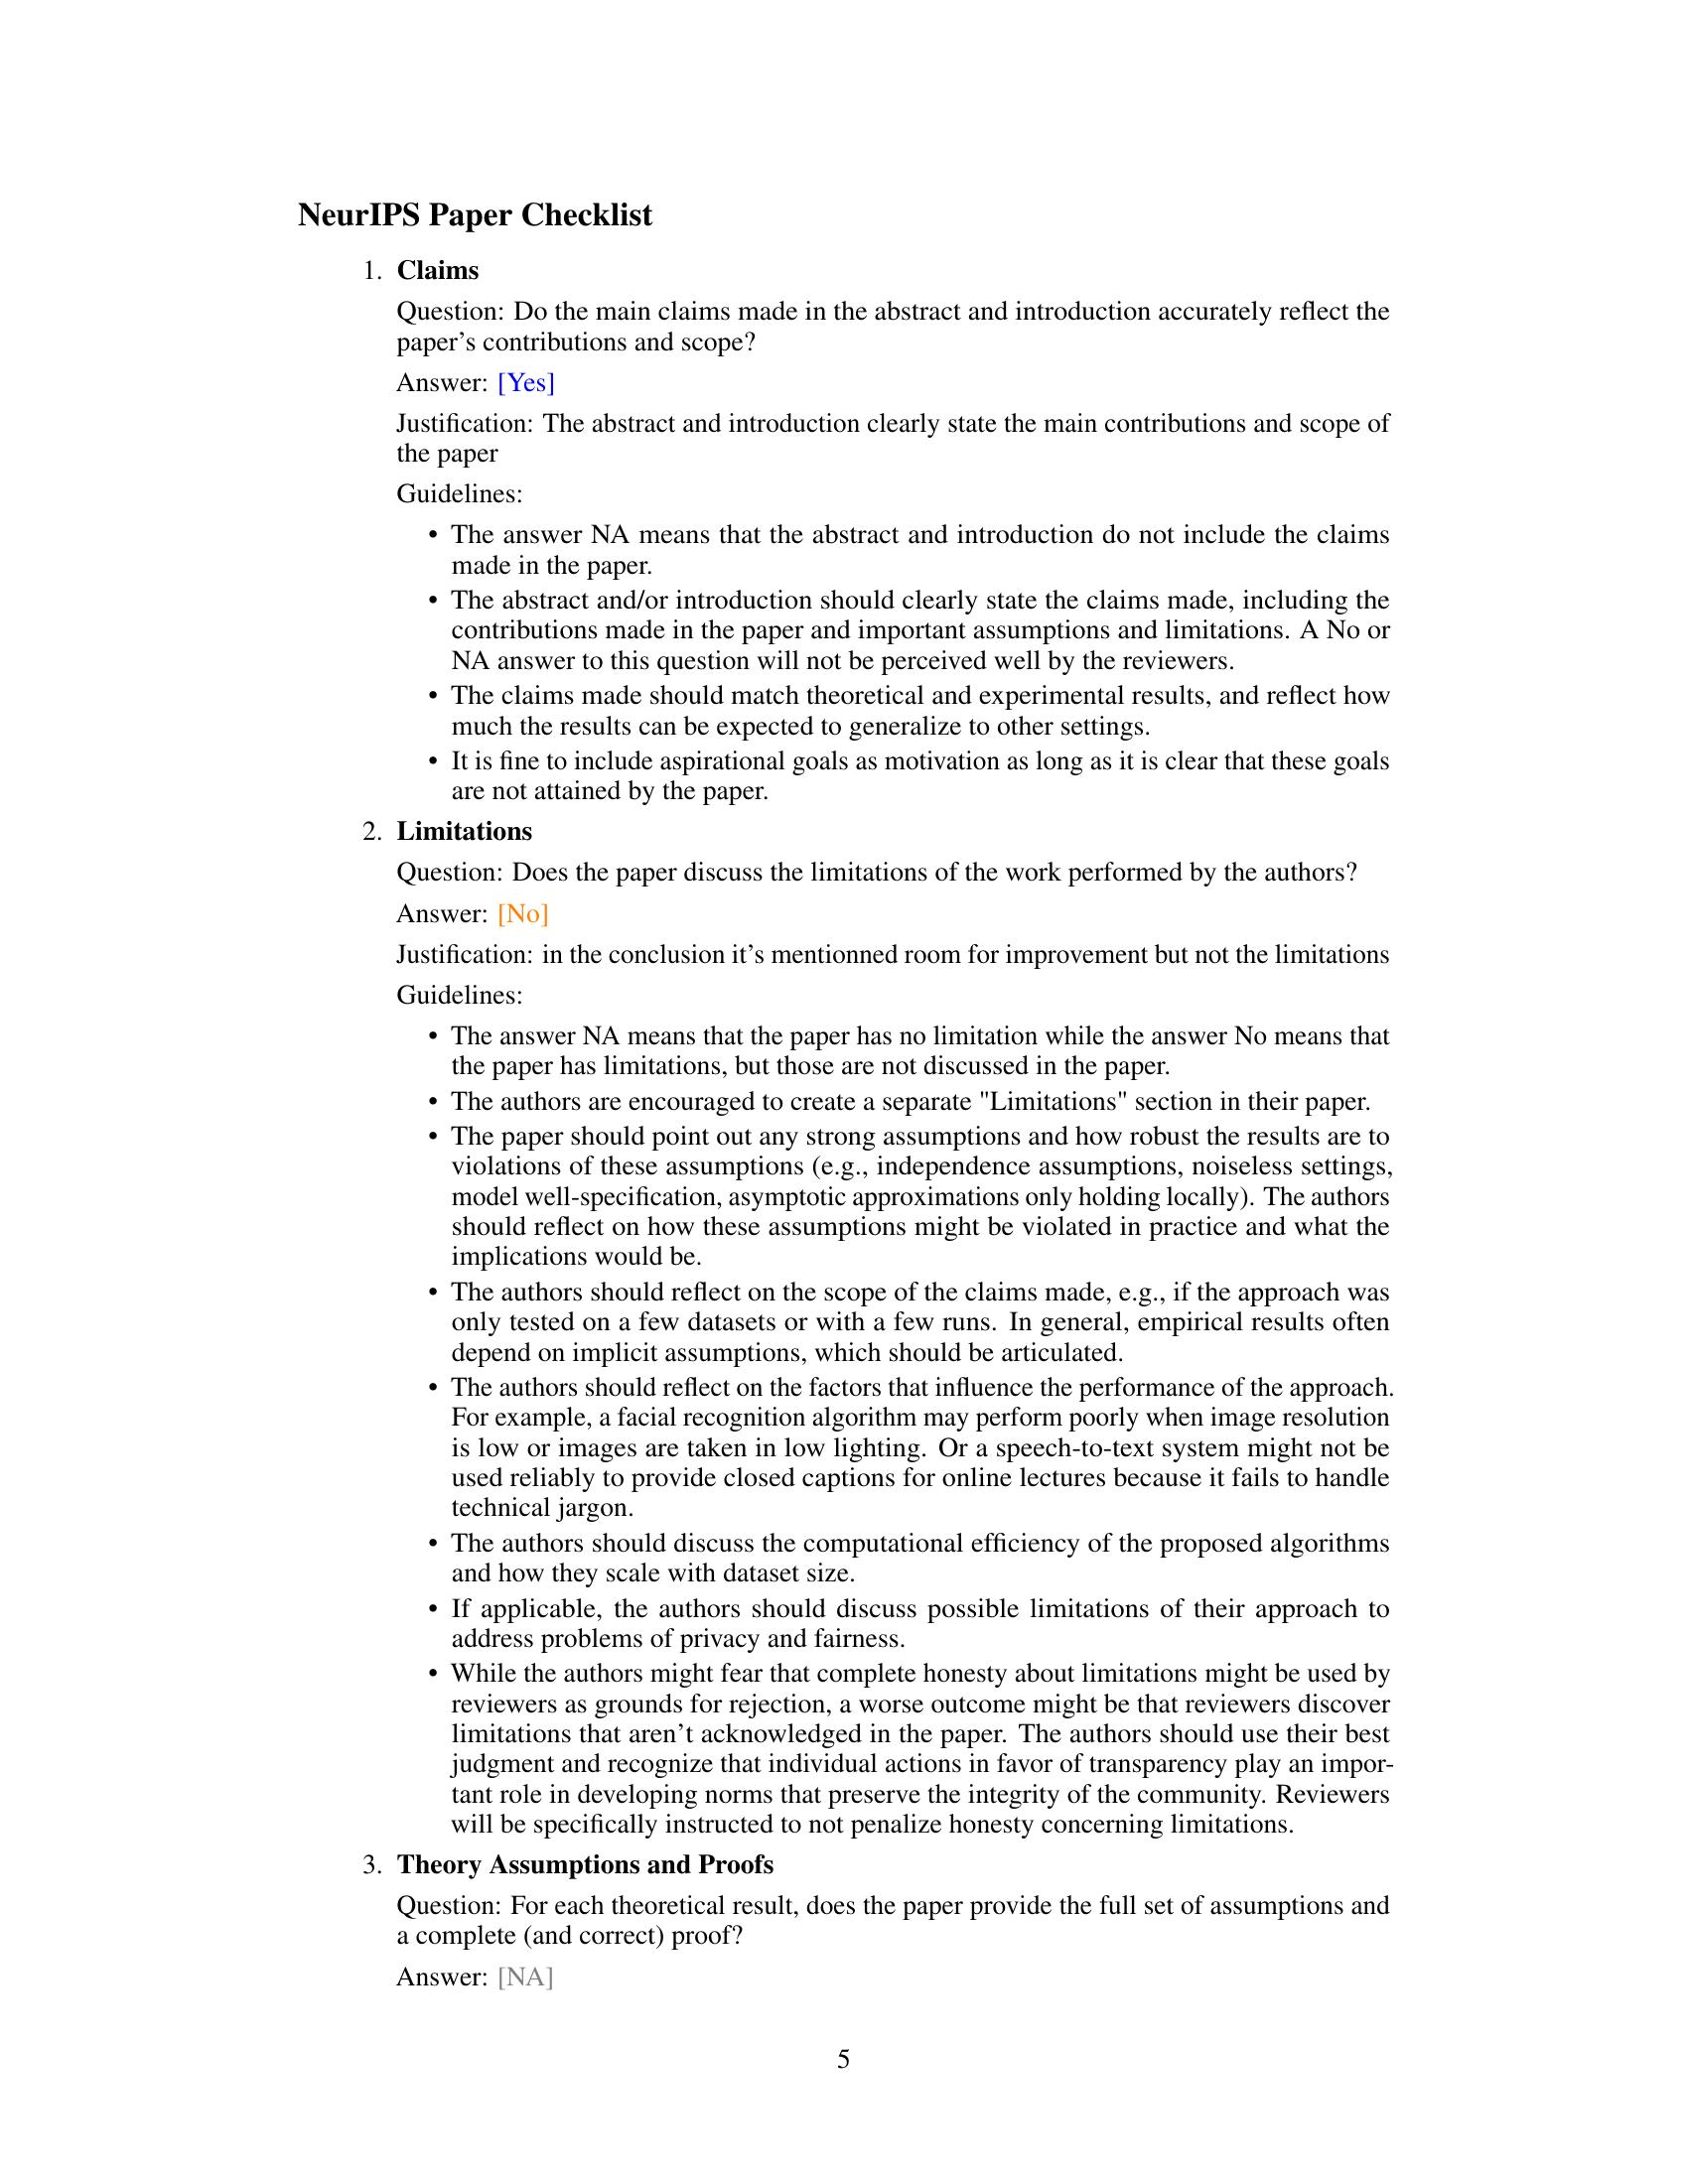 NeurIPS Paper Checklist
1. Claims
Question: Do the main claims made in the abstract and introduction accurately reflect the
paper's contributions and scope?
Answer: [Yes]
Justification: The abstract and introduction clearly state the main contributions and scope of
the paper
Guidelines:
• The answer NA means that the abstract and introduction do not include the claims
made in the paper.
• The abstract and/or introduction should clearly state the claims made, including the
contributions made in the paper and important assumptions and limitations. A No or
NA answer to this question will not be perceived well by the reviewers.
• The claims made should match theoretical and experimental results, and reflect how
much the results can be expected to generalize to other settings.
• It is fine to include aspirational goals as motivation as long as it is clear that these goals
are not attained by the paper.
2. Limitations
Question: Does the paper discuss the limitations of the work performed by the authors?
Answer: [No]
Justification: in the conclusion it's mentionned room for improvement but not the limitations
Guidelines:
• The answer NA means that the paper has no limitation while the answer No means that
the paper has limitations, but those are not discussed in the paper.
• The authors are encouraged to create a separate "Limitations" section in their paper.
• The paper should point out any strong assumptions and how robust the results are to
violations of these assumptions (e.g., independence assumptions, noiseless settings,
model well-specification, asymptotic approximations only holding locally). The authors
should reflect on how these assumptions might be violated in practice and what the
implications would be.
• The authors should reflect on the scope of the claims made, e.g., if the approach was
only tested on a few datasets or with a few runs. In general, empirical results often
depend on implicit assumptions, which should be articulated.
• The authors should reflect on the factors that influence the performance of the approach.
For example, a facial recognition algorithm may perform poorly when image resolution
is low or images are taken in low lighting. Or a speech-to-text system might not be
used reliably to provide closed captions for online lectures because it fails to handle
technical jargon.
• The authors should discuss the computational efficiency of the proposed algorithms
and how they scale with dataset size.
• If applicable, the authors should discuss possible limitations of their approach to
address problems of privacy and fairness.
• While the authors might fear that complete honesty about limitations might be used by
reviewers as grounds for rejection, a worse outcome might be that reviewers discover
limitations that aren't acknowledged in the paper. The authors should use their best
judgment and recognize that individual actions in favor of transparency play an impor-
tant role in developing norms that preserve the integrity of the community. Reviewers
will be specifically instructed to not penalize honesty concerning limitations.
3. Theory Assumptions and Proofs
Question: For each theoretical result, does the paper provide the full set of assumptions and
a complete (and correct) proof?
Answer: [NA]
5